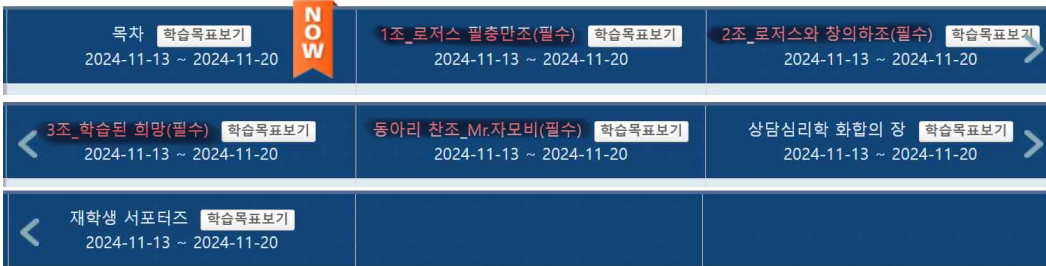 목차 학습목표보기
2024-11-13 ~ 2024-11-20
NOW
1조_로저스 필충만조(필수) 학습목표보기
2024-11-13 ~ 2024-11-20
2조_로저스와 창의하조(필수) 학습목표보기
2024-11-13 ~ 2024-11-20
3조_학습된 희망(필수) 학습목표보기
2024-11-13 ~ 2024-11-20
동아리 찬조_Mr.자모비(필수) 학습목표보기
2024-11-13 ~ 2024-11-20
상담심리학 화합의 장 학습목표보기
2024-11-13 ~ 2024-11-20
재학생 서포터즈 학습목표보기
2024-11-13 ~ 2024-11-20